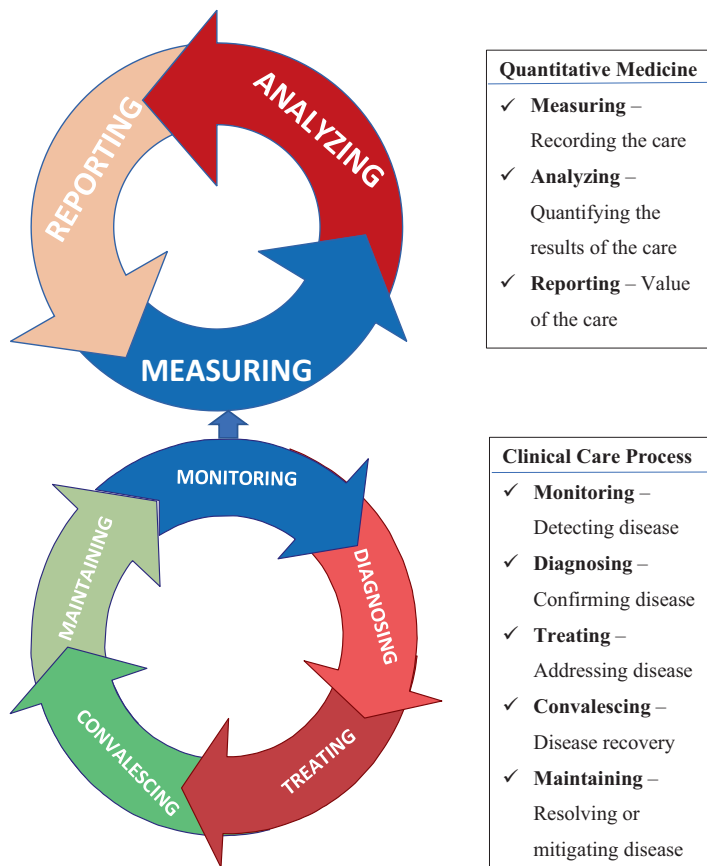 REPORTING
ANALYZING
MEASURING
Quantitative Medicine
✓ Measuring –
Recording the care
✓ Analyzing –
Quantifying the
results of the care
✓ Reporting – Value
of the care
MONITORING
DIAGNOSING
TREATING
CONVALESCING
MAINTAINING
Clinical Care Process
✓ Monitoring –
Detecting disease
✓ Diagnosing –
Confirming disease
✓ Treating –
Addressing disease
✓ Convalescing –
Disease recovery
✓ Maintaining –
Resolving or
mitigating disease